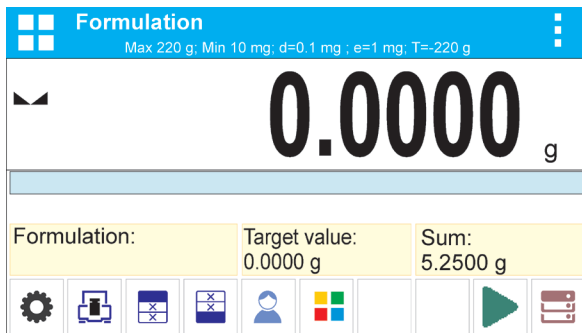 Formulation
Max 220 g; Min 10 mg; d=0.1 mg ; e=1 mg; T=-220 g
0.0000 g
Formulation:
Target value:
0.0000 g
Sum:
5.2500 g